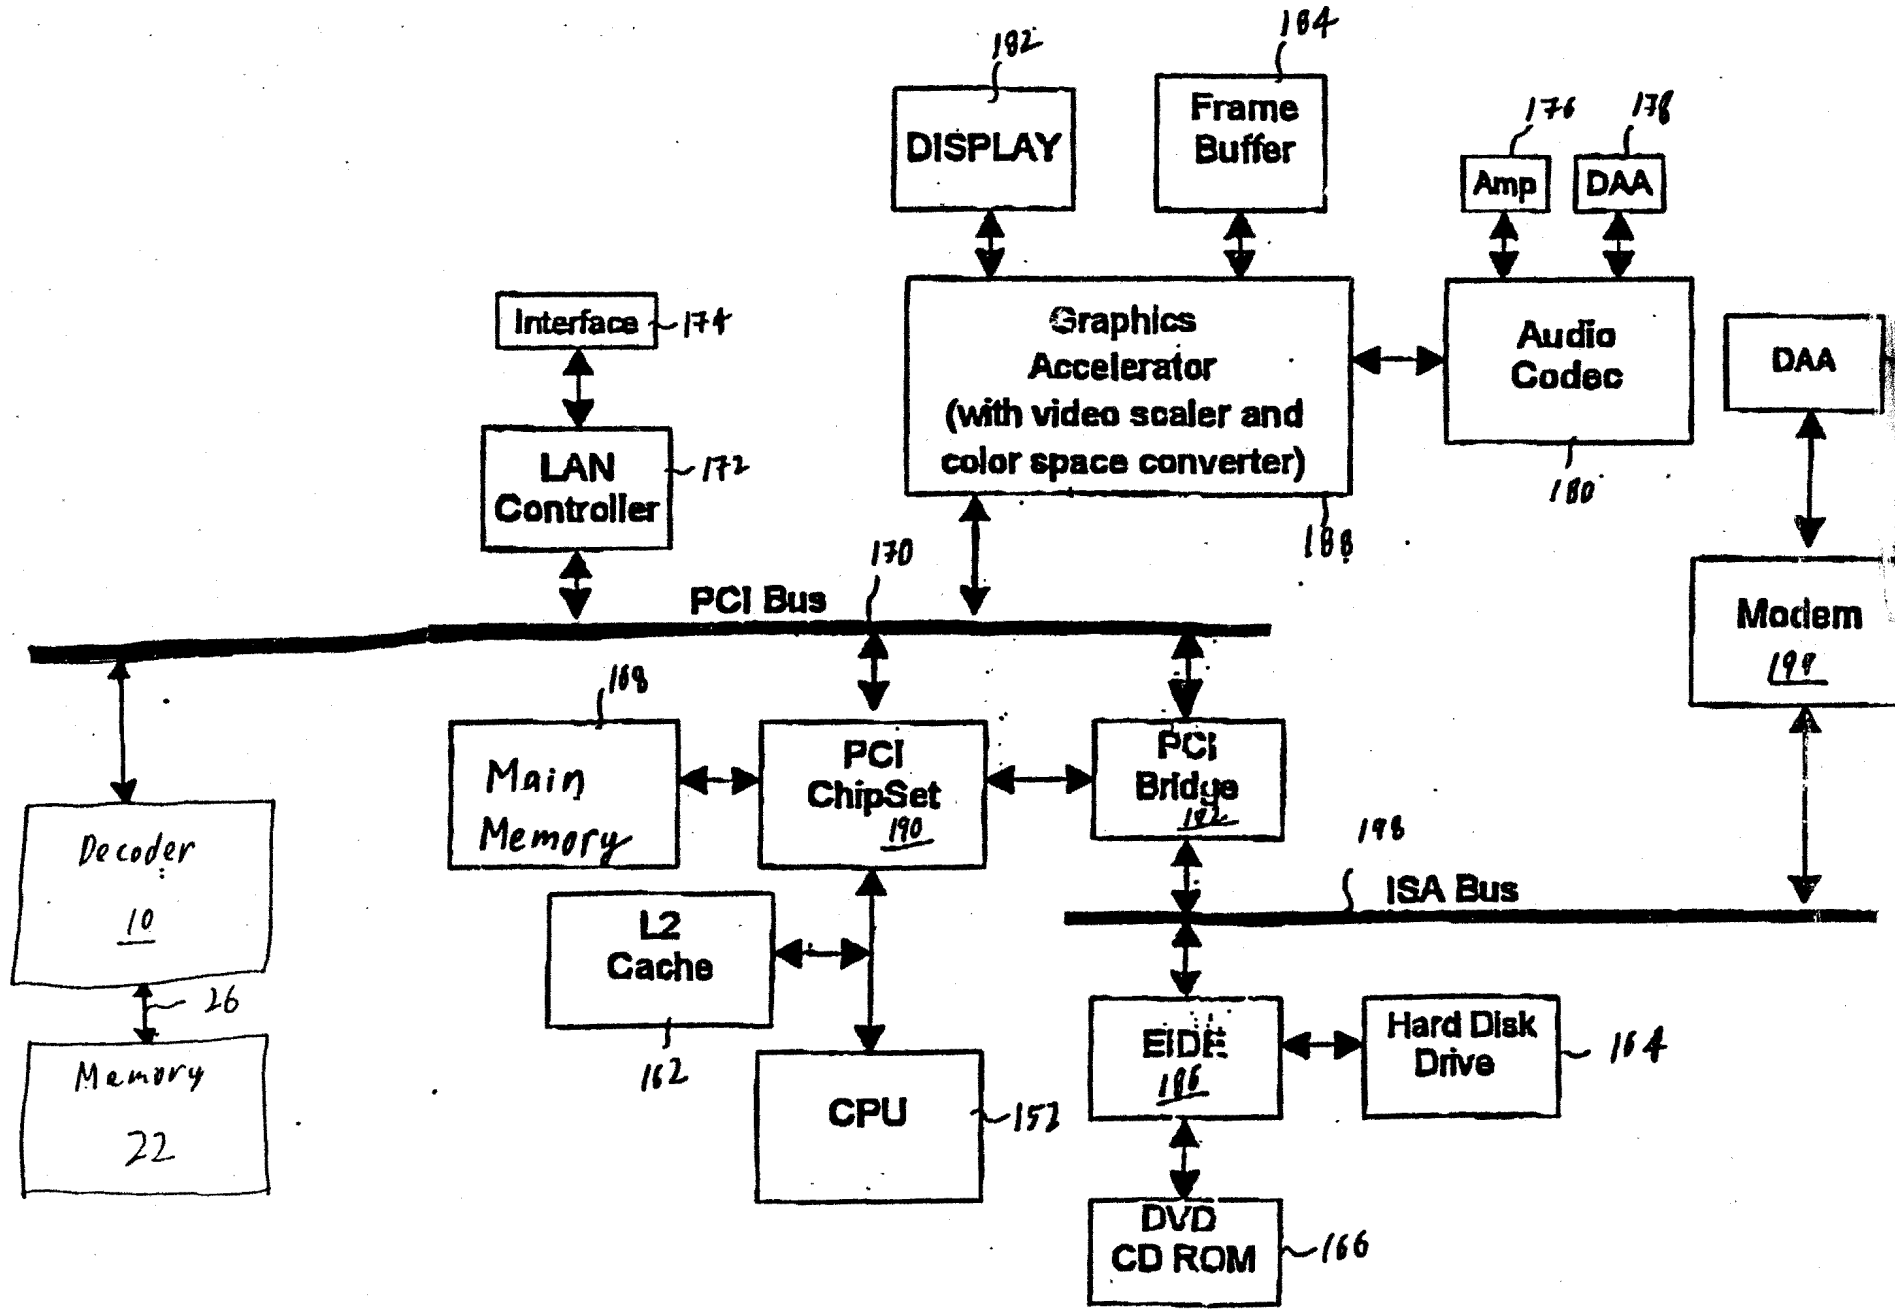 182
184
DISPLAY
Frame
Buffer
176
178
Amp
DAA
Interface
174
Graphics
Accelerator
(with video scaler and
color space converter)
188
Audio
Codec
180
DAA
LAN
Controller
172
170
PCI Bus
Modem
168
Main
Memory
PCI
ChipSet
190
PCI
Bridge
192
198
ISA Bus
Decoder
10
26
Memory
22
L2
Cache
162
CPU
152
EIDE
186
Hard Disk
Drive
164
DVD
CD ROM
166